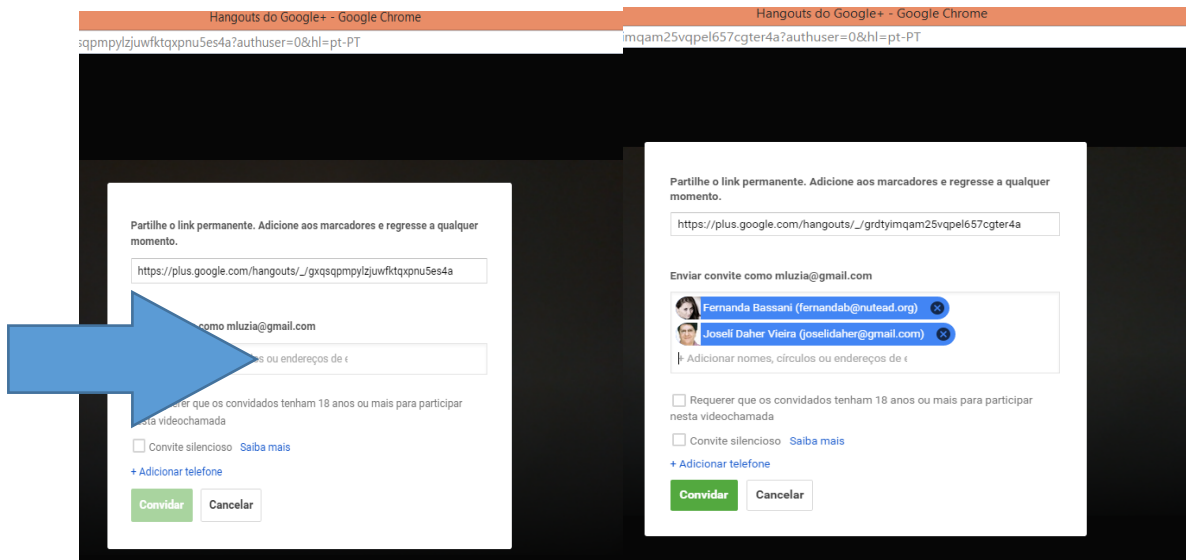 Hangouts do Google+ - Google Chrome
sqpmpylzjuwfktqxpnu5es4a?authuser=0&hl=pt-PT
Partilhe o link permanente. Adicione aos marcadores e regresse a qualquer
momento.
https://plus.google.com/hangouts/_/gxqsqpmpylzjuwfktqxpnu5es4a
como mluzia@gmail.com
ou endereços de e
que os convidados tenham 18 anos ou mais para participar
nesta videochamada
Convite silencioso Saiba mais
+ Adicionar telefone
Convidar Cancelar
Hangouts do Google+ - Google Chrome
imqam25vqpel657cgter4a?authuser=0&hl=pt-PT
Partilhe o link permanente. Adicione aos marcadores e regresse a qualquer
momento.
https://plus.google.com/hangouts/_/grdtyimqam25vqpel657cgter4a
Enviar convite como mluzia@gmail.com
Fernanda Bassani (fernandab@nutead.org)
Joseli Daher Vieira (joselidaher@gmail.com)
+ Adicionar nomes, círculos ou endereços de e
Requerer que os convidados tenham 18 anos ou mais para participar
nesta videochamada
Convite silencioso Saiba mais
+ Adicionar telefone
Convidar Cancelar